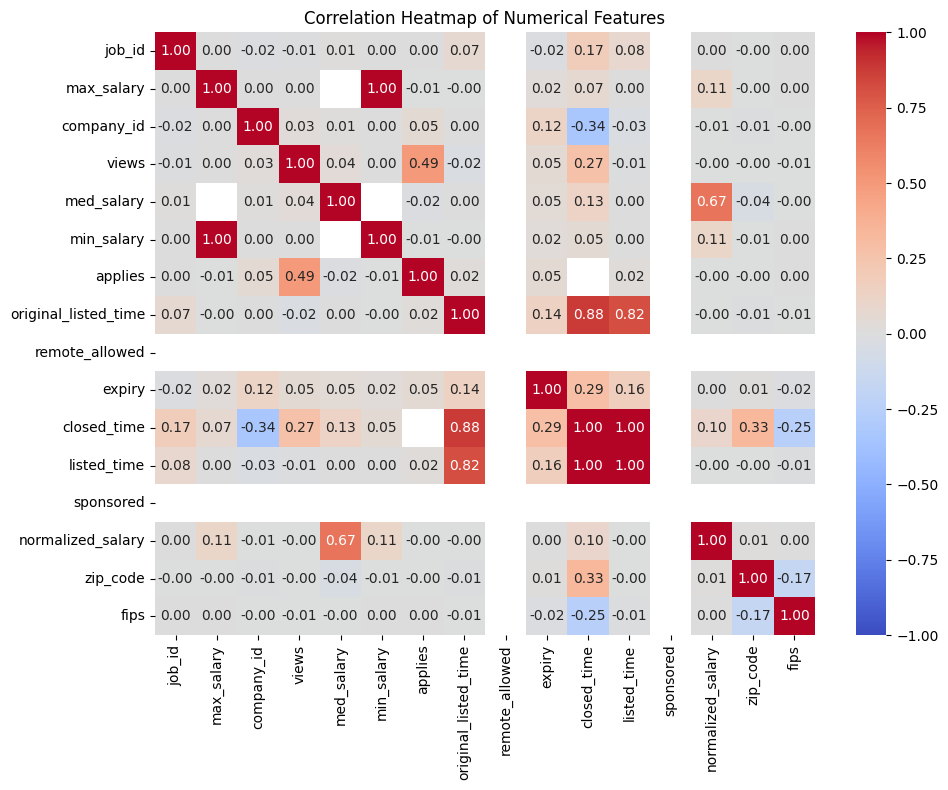 Correlation Heatmap of Numerical Features
job_id 1.00 0.00 -0.02 -0.01 0.01 0.00 0.00 0.07 -0.02 0.17 0.08 0.00 -0.00 0.00
max_salary 0.00 1.00 0.00 0.00 1.00 -0.01 -0.00 0.02 0.07 0.00 0.11 -0.00 0.00
company_id -0.02 0.00 1.00 0.03 0.01 0.00 0.05 0.00 0.12 -0.34 -0.03 -0.01 -0.01 -0.00
views -0.01 0.00 0.03 1.00 0.04 0.00 0.49 -0.02 0.05 0.27 -0.01 -0.00 -0.00 -0.01
med_salary 0.01 0.01 0.04 1.00 -0.02 0.00 0.05 0.13 0.00 0.67 -0.04 -0.00
min_salary 0.00 1.00 0.00 0.00 1.00 -0.01 -0.00 0.02 0.05 0.00 0.11 -0.01 0.00
applies 0.00 -0.01 0.05 0.49 -0.02 -0.01 1.00 0.02 0.05 0.02 -0.00 -0.00 0.00
original_listed_time 0.07 -0.00 0.00 -0.02 0.00 -0.00 0.02 1.00 0.14 0.88 0.82 -0.00 -0.01 -0.01
remote_allowed
expiry -0.02 0.02 0.12 0.05 0.05 0.02 0.05 0.14 1.00 0.29 0.16 0.00 0.01 -0.02
closed_time 0.17 0.07 -0.34 0.27 0.13 0.05 0.88 0.29 1.00 1.00 0.10 0.33 -0.25
listed_time 0.08 0.00 -0.03 -0.01 0.00 0.00 0.02 0.82 0.16 1.00 1.00 -0.00 -0.00 -0.01
sponsored
normalized_salary 0.00 0.11 -0.01 -0.00 0.67 0.11 -0.00 -0.00 0.00 0.10 -0.00 1.00 0.01 0.00
zip_code -0.00 -0.00 -0.01 -0.00 -0.04 -0.01 -0.00 -0.01 0.01 0.33 -0.00 0.01 1.00 -0.17
fips 0.00 0.00 -0.00 -0.01 -0.00 0.00 0.00 -0.01 -0.02 -0.25 -0.01 0.00 -0.17 1.00
job_id
max_salary
company_id
views
med_salary
min_salary
applies
original_listed_time
remote_allowed
expiry
closed_time
listed_time
sponsored
normalized_salary
zip_code
fips
1.00
0.75
0.50
0.25
0.00
−0.25
−0.50
−0.75
−1.00